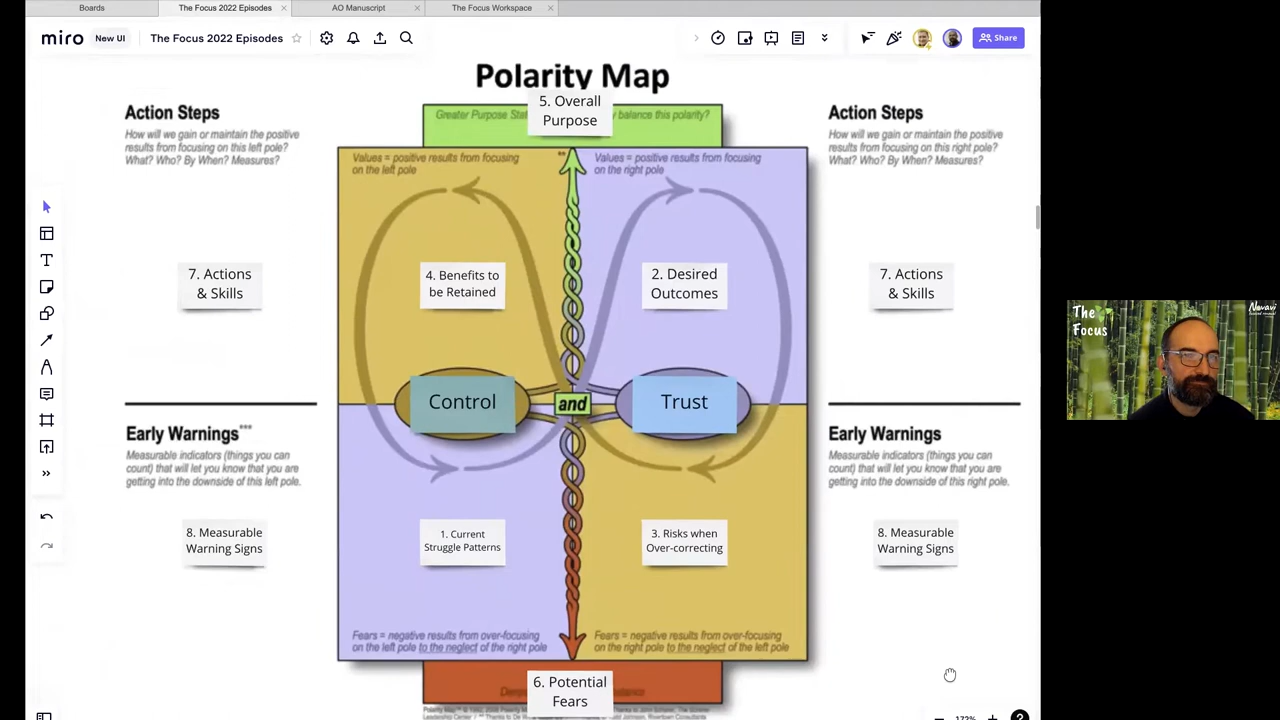 Boards
The Focus 2022 Episodes
AO Manuscript
The Focus Workspace
miro
New UI
The Focus 2022 Episodes
Share
Polarity Map
5. Overall
Purpose
Greater Purpose
balance this polarity?
Action Steps
How will we gain or maintain the positive
results from focusing on this left pole?
What? Who? By When? Measures?
Values = positive results from focusing
on the left pole
**
Values = positive results from focusing
on the right pole
Action Steps
How will we gain or maintain the positive
results from focusing on this right pole?
What? Who? By When? Measures?
7. Actions
& Skills
4. Benefits to
be Retained
2. Desired
Outcomes
7. Actions
& Skills
Control
and
Trust
Early Warnings***
Measurable indicators (things you can
count) that will let you know that you are
getting into the downside of this left pole.
Early Warnings
Measurable indicators (things you can
count) that will let you know that you are
getting into the downside of this right pole.
8. Measurable
Warning Signs
1. Current
Struggle Patterns
3. Risks when
Over-correcting
8. Measurable
Warning Signs
Fears = negative results from over-focusing
on the left pole to the neglect of the right pole
Fears = negative results from over-focusing
on the right pole to the neglect of the left pole
6. Potential
Fears
172%
?
The
Focus
Novavi